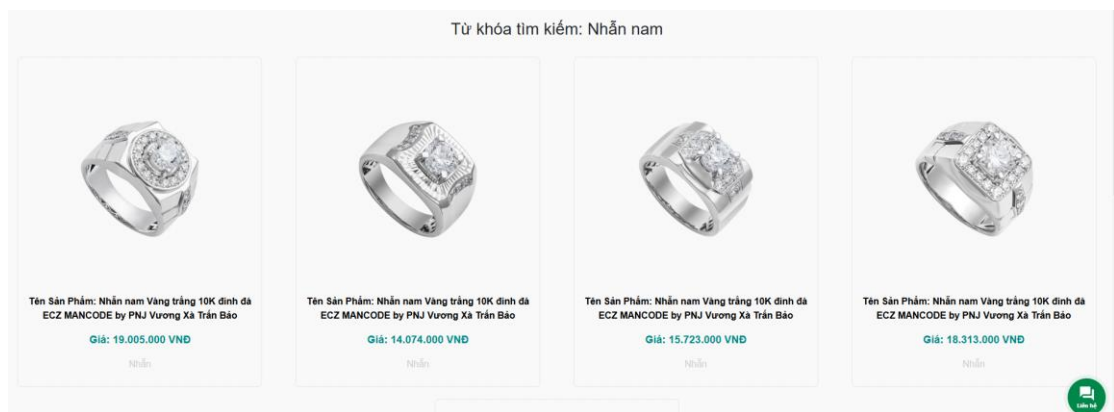 Từ khóa tìm kiếm: Nhẫn nam
Tên Sản Phẩm: Nhẫn nam Vàng trắng 10K đính đá
ECZ MANCODE by PNJ Vương Xà Trấn Bảo
Giá: 19.005.000 VNĐ
Nhẫn
Tên Sản Phẩm: Nhẫn nam Vàng trắng 10K đính đá
ECZ MANCODE by PNJ Vương Xà Trấn Bảo
Giá: 14.074.000 VNĐ
Nhẫn
Tên Sản Phẩm: Nhẫn nam Vàng trắng 10K đính đá
ECZ MANCODE by PNJ Vương Xà Trấn Bảo
Giá: 15.723.000 VNĐ
Nhẫn
Tên Sản Phẩm: Nhẫn nam Vàng trắng 10K đính đá
ECZ MANCODE by PNJ Vương Xà Trấn Bảo
Giá: 18.313.000 VNĐ
Nhẫn
Liên hệ